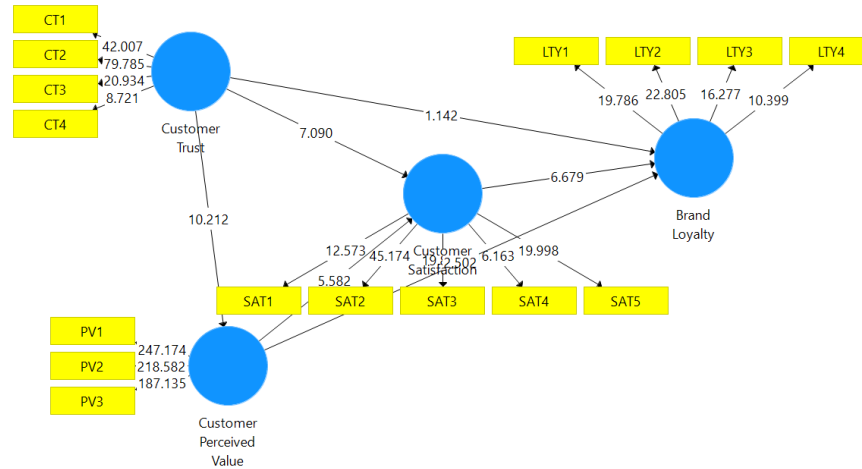 CT1
CT2
CT3
CT4
42.007
79.785
20.934
8.721
Customer
Trust
LTY1
LTY2
LTY3
LTY4
19.786
22.805
16.277
10.399
1.142
7.090
6.679
Brand
Loyalty
10.212
Customer
Satisfaction
12.573
45.174
6.163
19.998
5.582
2.502
SAT1
SAT2
SAT3
SAT4
SAT5
PV1
PV2
PV3
247.174
218.582
187.135
Customer
Perceived
Value